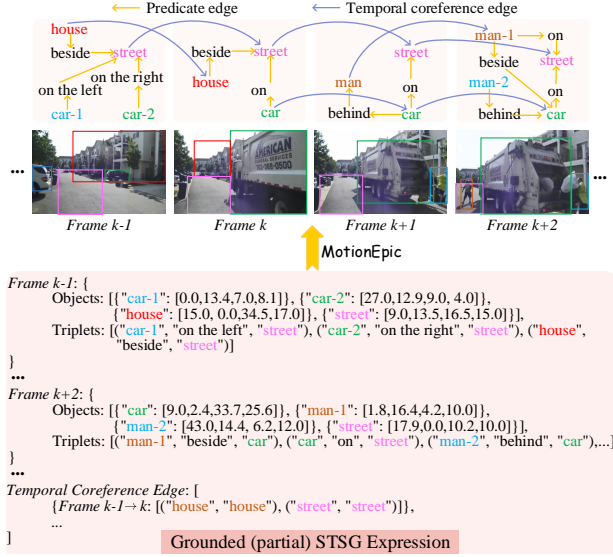 Predicate edge
Temporal coreference edge
house
beside
street
on the left
on the right
car-1
car-2
beside
street
house
on
car
street
man
on
behind
car
man-1
on
beside
street
man-2
on
behind
car
AMERICAN
...
...
Frame k-1
Frame k
Frame k+1
Frame k+2
MotionEpic
Frame k-1: {
Objects: [{"car-1": [0.0,13.4,7.0,8.1]}, {"car-2": [27.0,12.9,9.0, 4.0]},
{"house": [15.0, 0.0,34.5,17.0]}, {"street": [9.0,13.5,16.5,15.0]}],
Triplets: [("car-1", "on the left", "street"), ("car-2", "on the right", "street"), ("house",
"beside", "street")]
}
...
Frame k+2: {
Objects: [{"car": [9.0,2.4,33.7,25.6]}, {"man-1": [1.8,16.4,4.2,10.0]},
{"man-2": [43.0,14.4, 6.2,12.0]}, {"street": [17.9,0.0,10.2,10.0]}],
Triplets: [("man-1", "beside", "car"), ("car", "on", "street"), ("man-2", "behind", "car"),...]
}
...
Temporal Coreference Edge: [
{Frame k-1→k: [("house", "house"), ("street", "street")]},
...
]
Grounded (partial) STSG Expression